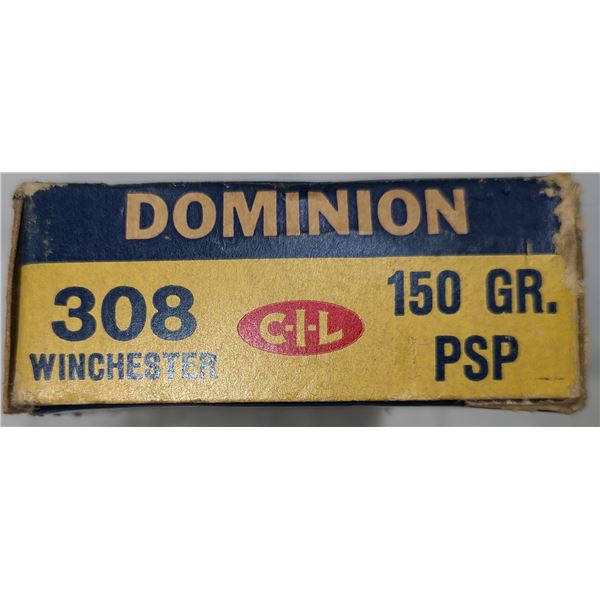 DOMINION
308
WINCHESTER
C-I-L
150 GR.
PSP